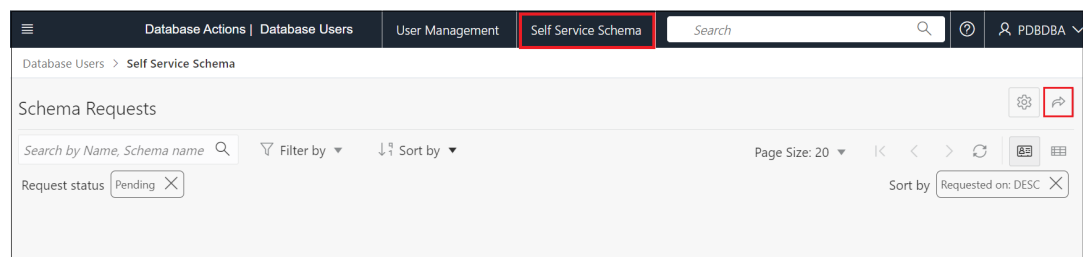 Database Actions | Database Users User Management Self Service Schema Search PDBDBA
Database Users > Self Service Schema
Schema Requests
Search by Name, Schema name Filter by Sort by Page Size: 20
Request status Pending Sort by Requested on: DESC